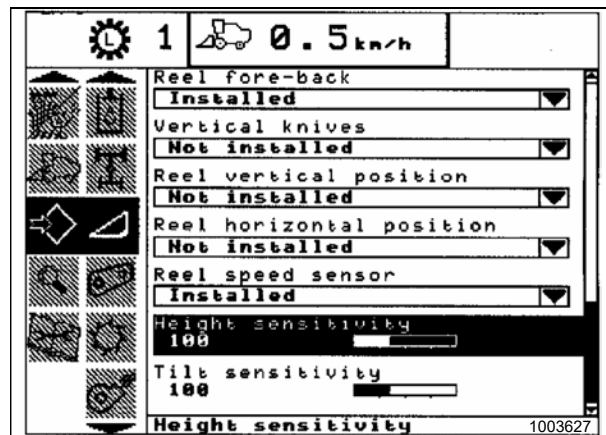 L 1 0.5km/h
Reel fore-back
Installed
Vertical knives
Not installed
Reel vertical position
Not installed
Reel horizontal position
Not installed
Reel speed sensor
Installed
Height sensitivity
100
Tilt sensitivity
100
Height sensitivity
1003627